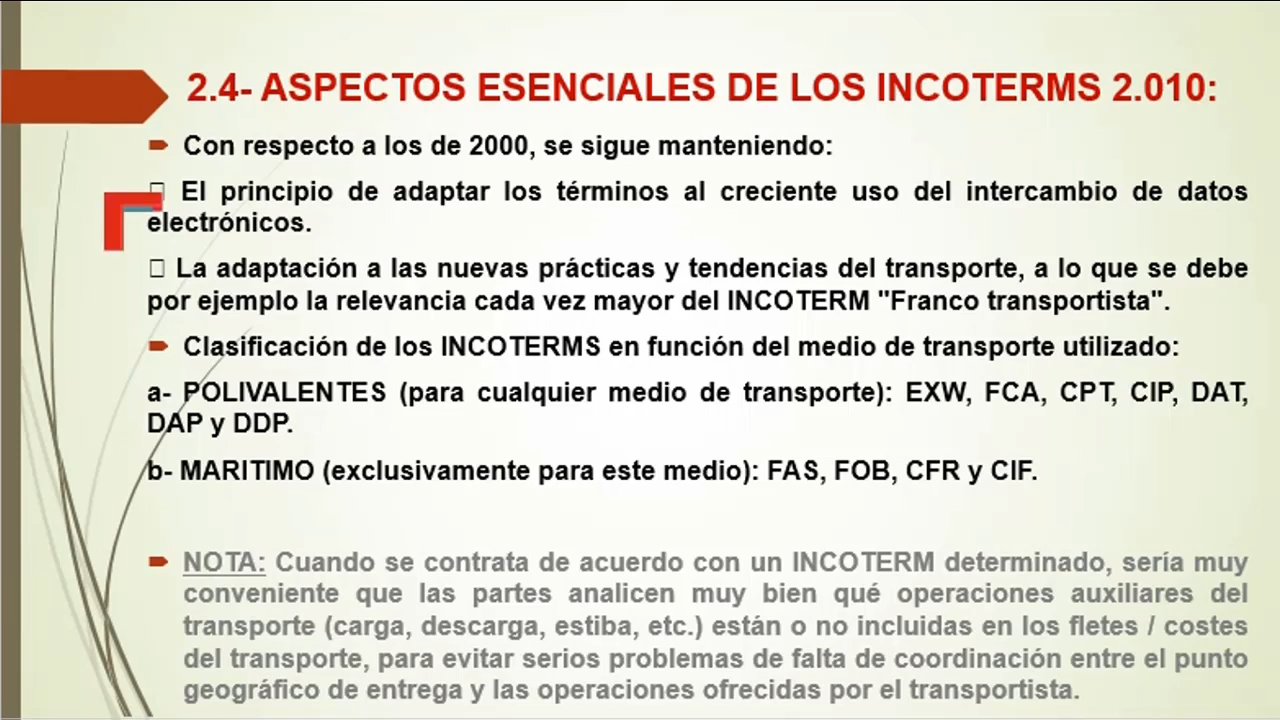 2.4- ASPECTOS ESENCIALES DE LOS INCOTERMS 2.010:
Con respecto a los de 2000, se sigue manteniendo:
El principio de adaptar los términos al creciente uso del intercambio de datos
electrónicos.
La adaptación a las nuevas prácticas y tendencias del transporte, a lo que se debe
por ejemplo la relevancia cada vez mayor del INCOTERM "Franco transportista".
Clasificación de los INCOTERMS en función del medio de transporte utilizado:
a- POLIVALENTES (para cualquier medio de transporte): EXW, FCA, CPT, CIP, DAT,
DAP y DDP.
b- MARITIMO (exclusivamente para este medio): FAS, FOB, CFR y CIF.
NOTA: Cuando se contrata de acuerdo con un INCOTERM determinado, sería muy
conveniente que las partes analicen muy bien qué operaciones auxiliares del
transporte (carga, descarga, estiba, etc.) están o no incluidas en los fletes / costes
del transporte, para evitar serios problemas de falta de coordinación entre el punto
geográfico de entrega y las operaciones ofrecidas por el transportista.